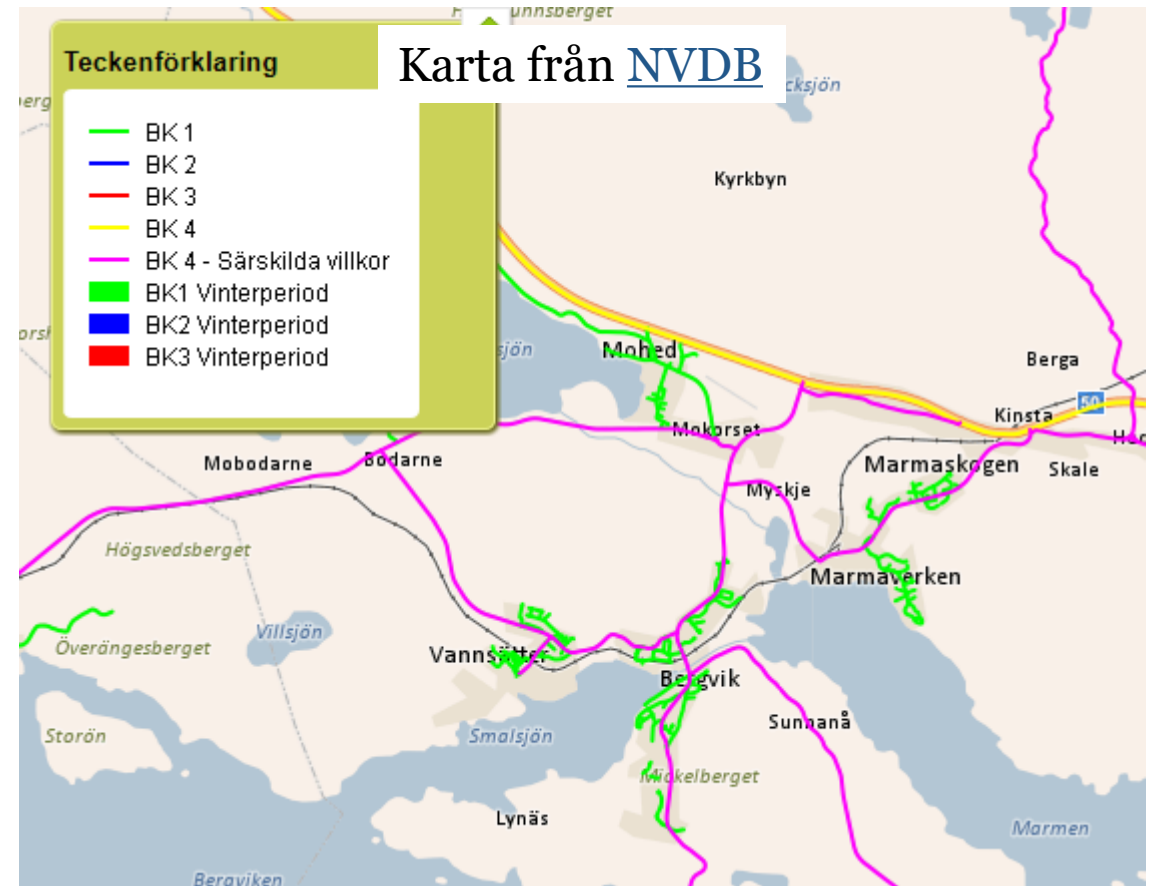 Teckenförklaring
Karta från NVDB
BK 1
BK 2
BK 3
BK 4
BK 4 - Särskilda villkor
BK1 Vinterperiod
BK2 Vinterperiod
BK3 Vinterperiod
Kyrkbyn
Mohed
Berga
50
Kinsta
Mokorset
Mobodarne
Bodarne
Marmaskogen
Skale
Myskje
Högsvedsberget
Marmaverken
Villsjön
Överängesberget
Vannsätter
Bergvik
Storön
Smalsjön
Sunnanå
Mickelberget
Lynäs
Marmen
Bergviken